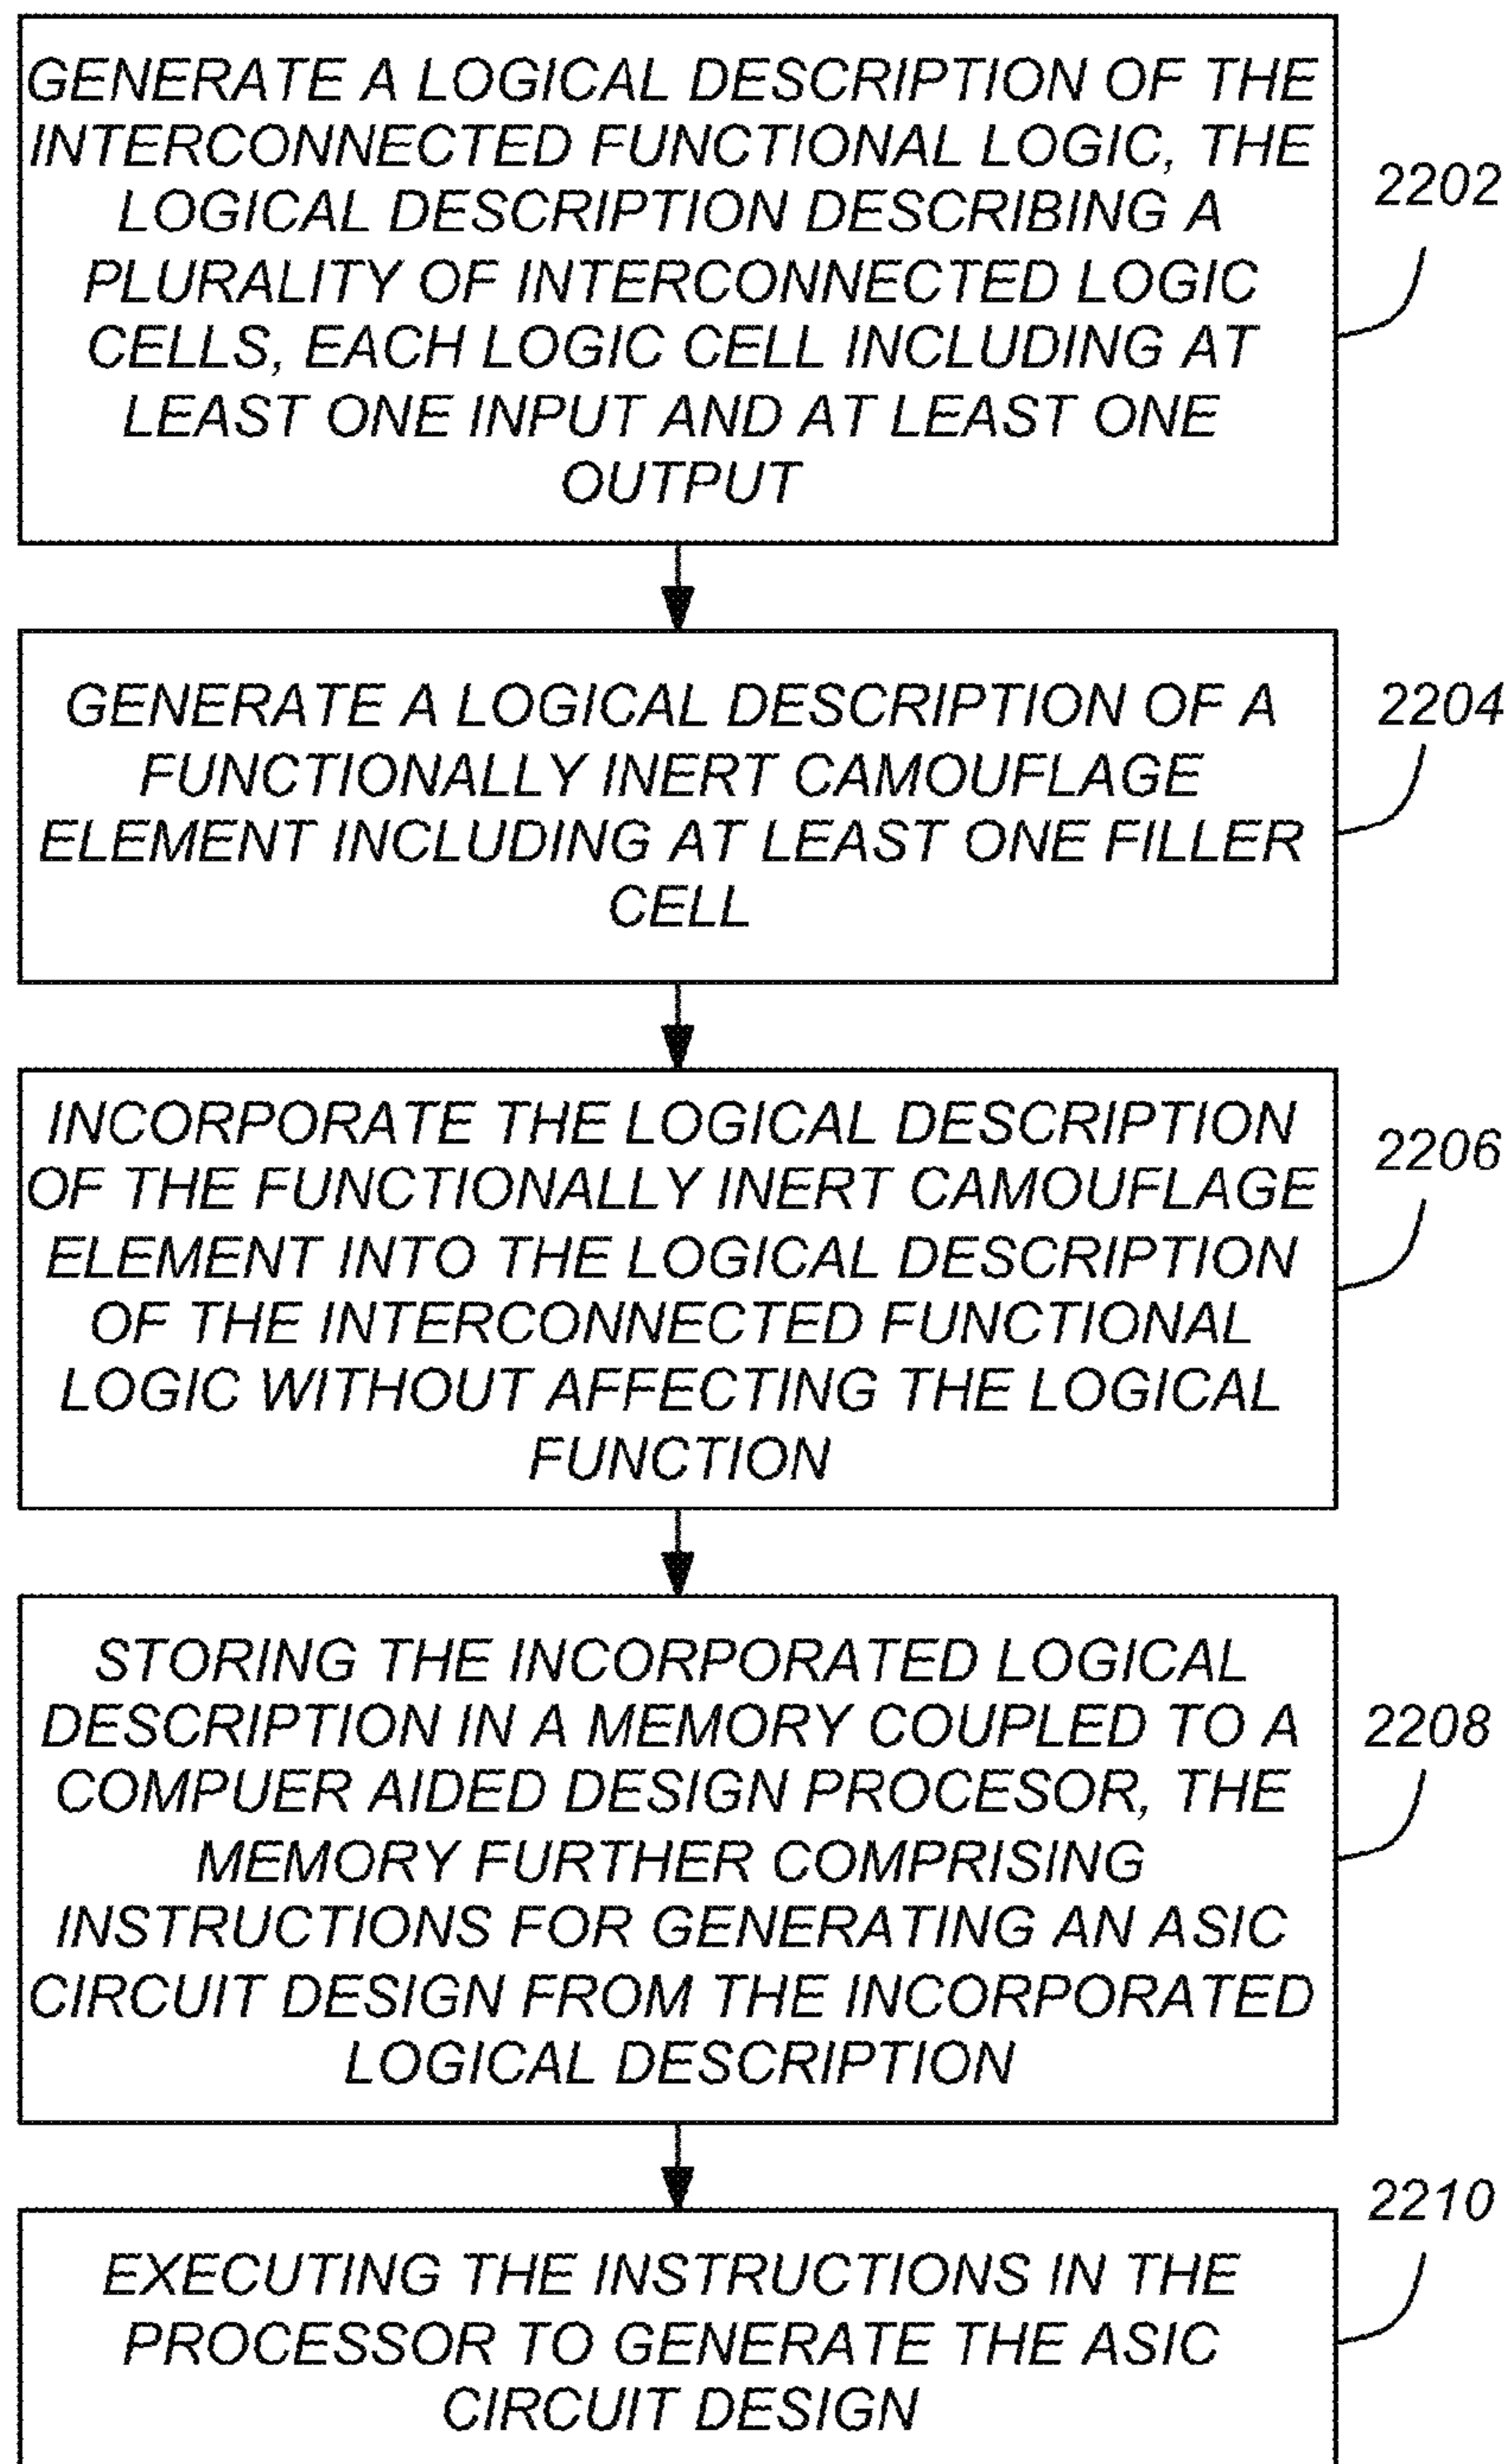 GENERATE A LOGICAL DESCRIPTION OF THE
INTERCONNECTED FUNCTIONAL LOGIC, THE
LOGICAL DESCRIPTION DESCRIBING A
PLURALITY OF INTERCONNECTED LOGIC
CELLS, EACH LOGIC CELL INCLUDING AT
LEAST ONE INPUT AND AT LEAST ONE
OUTPUT
2202
GENERATE A LOGICAL DESCRIPTION OF A
FUNCTIONALLY INERT CAMOUFLAGE
ELEMENT INCLUDING AT LEAST ONE FILLER
CELL
2204
INCORPORATE THE LOGICAL DESCRIPTION
OF THE FUNCTIONALLY INERT CAMOUFLAGE
ELEMENT INTO THE LOGICAL DESCRIPTION
OF THE INTERCONNECTED FUNCTIONAL
LOGIC WITHOUT AFFECTING THE LOGICAL
FUNCTION
2206
STORING THE INCORPORATED LOGICAL
DESCRIPTION IN A MEMORY COUPLED TO A
COMPUER AIDED DESIGN PROCESOR, THE
MEMORY FURTHER COMPRISING
INSTRUCTIONS FOR GENERATING AN ASIC
CIRCUIT DESIGN FROM THE INCORPORATED
LOGICAL DESCRIPTION
2208
EXECUTING THE INSTRUCTIONS IN THE
PROCESSOR TO GENERATE THE ASIC
CIRCUIT DESIGN
2210